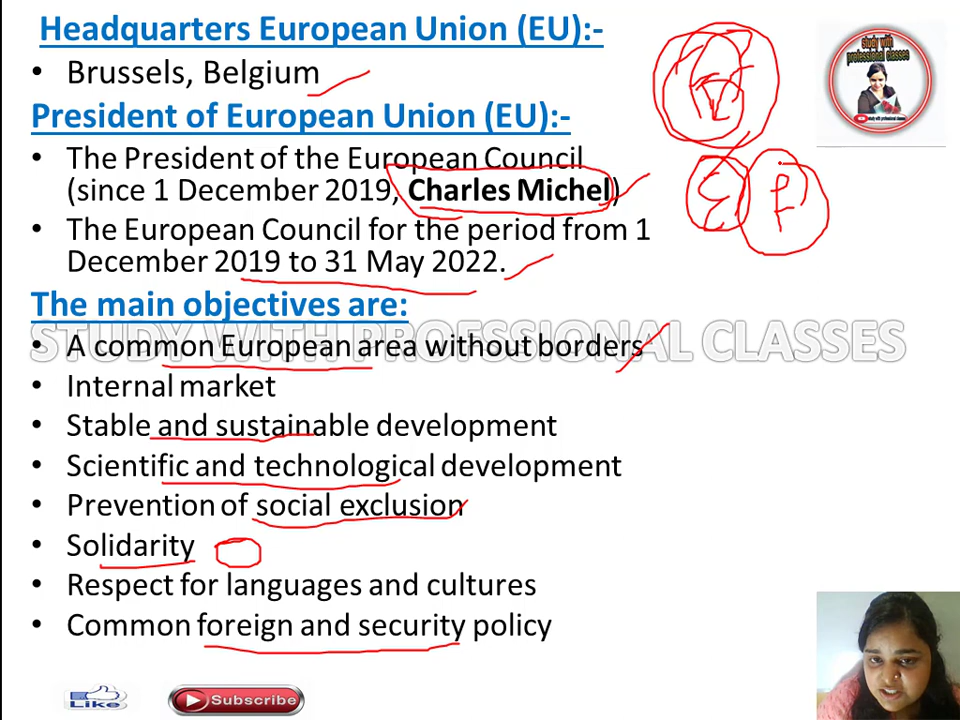 Headquarters European Union (EU):-
• Brussels, Belgium
President of European Union (EU):-
• The President of the European Council
(since 1 December 2019, Charles Michel)
• The European Council for the period from 1
December 2019 to 31 May 2022.
The main objectives are:
STUDY WITH PROFESSIONAL CLASSES
• A common European area without borders
• Internal market
• Stable and sustainable development
• Scientific and technological development
• Prevention of social exclusion
• Solidarity
• Respect for languages and cultures
• Common foreign and security policy
study with
professional classes
Like
Subscribe